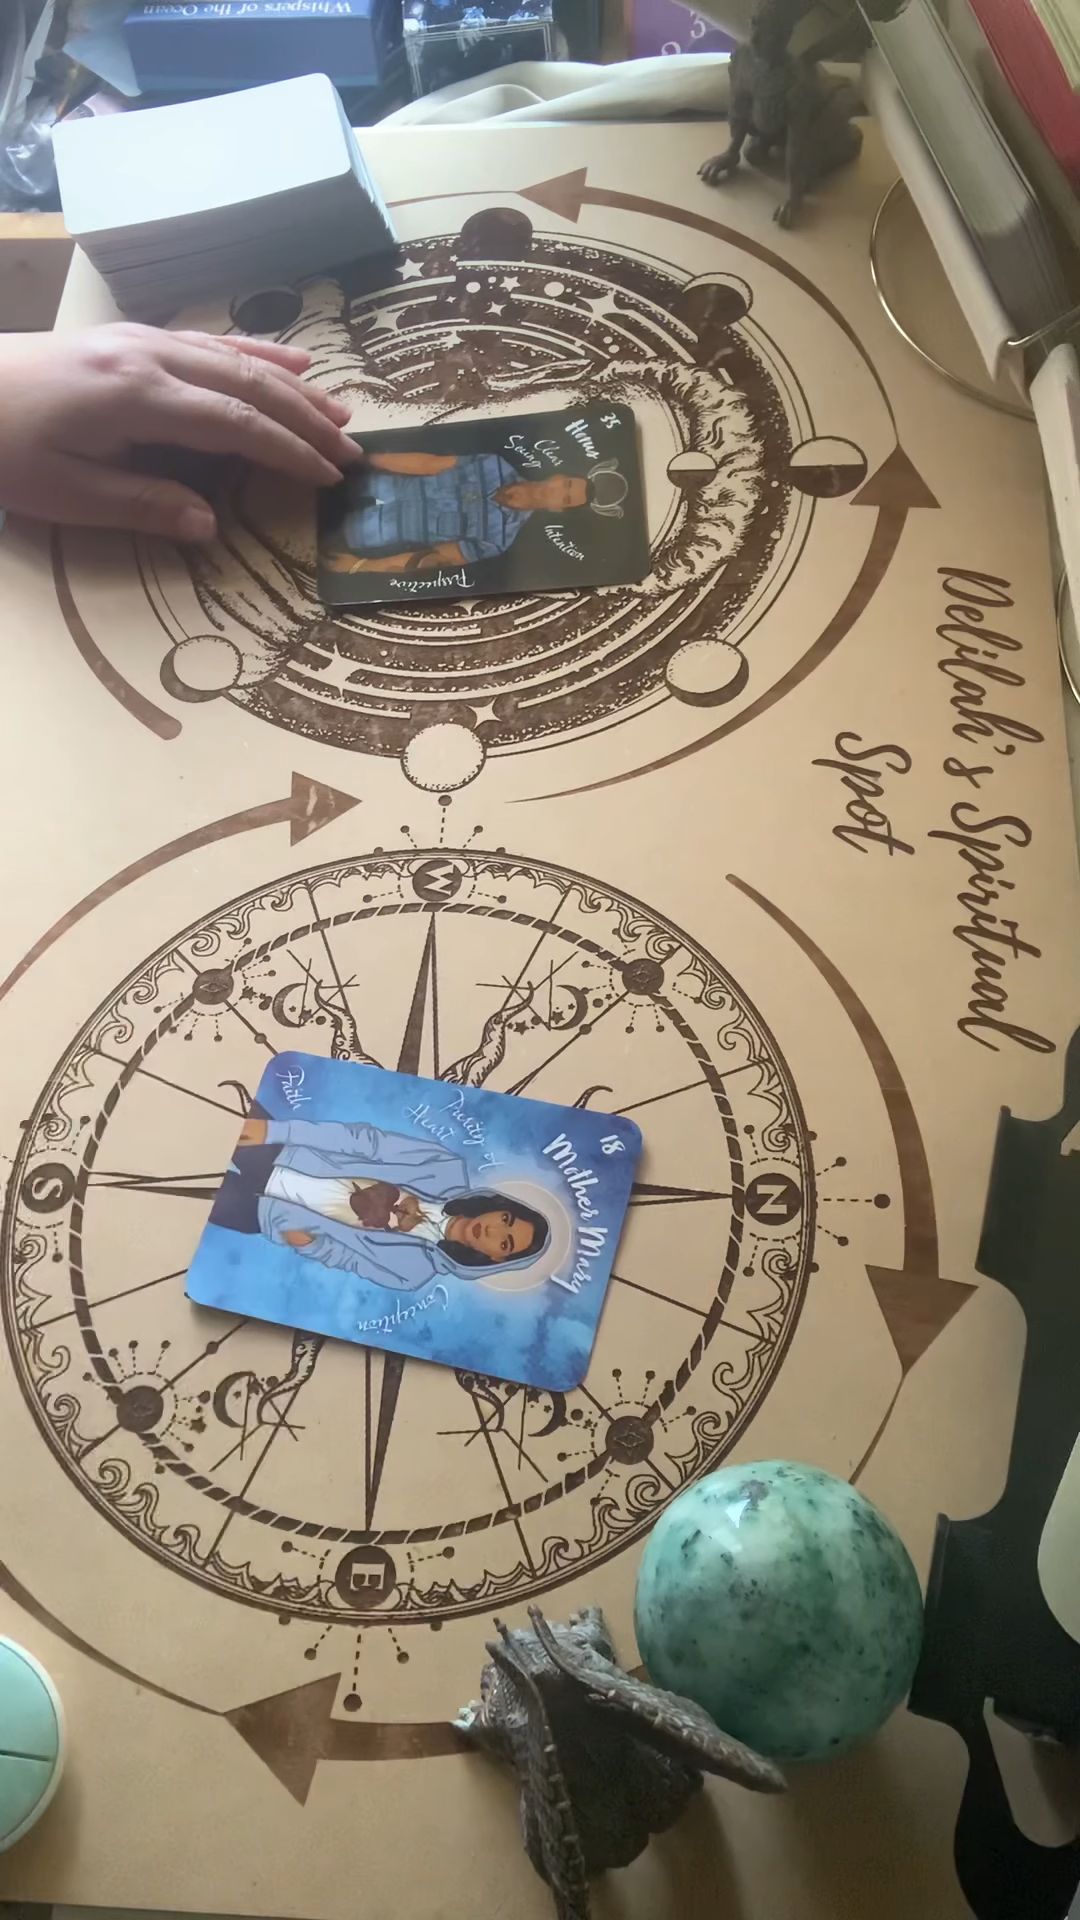 Whispers of the Ocean
3
35
Horus
Clear
Seeing
Intention
Perspective
Delilah's Spiritual
Spot
W
N
S
E
18
Mother Mary
Purity of
Heart
Faith
Conception